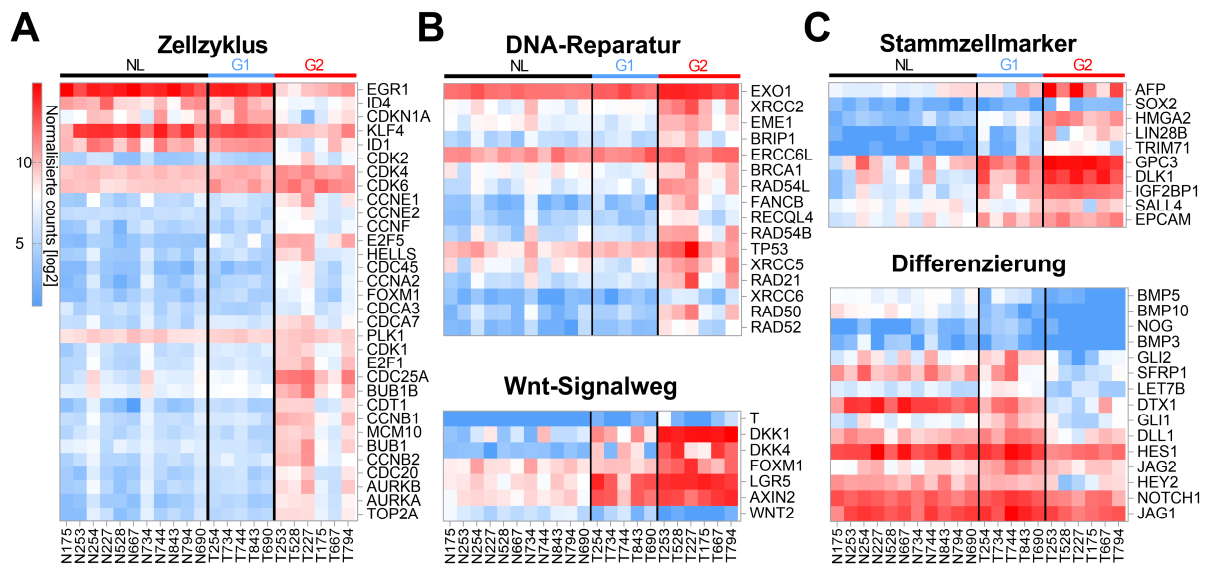 A
Zellzyklus
NL
G1
G2
Normalisierte counts [log2]
10
5
EGR1
ID4
CDKN1A
KLF4
ID1
CDK2
CDK4
CDK6
CCNE1
CCNE2
CCNF
E2F5
HELLS
CDC45
CCNA2
FOXM1
CDCA3
CDCA7
PLK1
CDK1
E2F1
CDC25A
BUB1B
CDT1
CCNB1
MCM10
BUB1
CCNB2
CDC20
AURKB
AURKA
TOP2A
N175
N253
N254
N227
N528
N667
N734
N744
N843
N794
N690
T254
T734
T744
T843
T690
T253
T528
T227
T175
T667
T794
B
DNA-Reparatur
NL
G1
G2
EXO1
XRCC2
EME1
BRIP1
ERCC6L
BRCA1
RAD54L
FANCB
RECQL4
RAD54B
TP53
XRCC5
RAD21
XRCC6
RAD50
RAD52
Wnt-Signalweg
T
DKK1
DKK4
FOXM1
LGR5
AXIN2
WNT2
N175
N253
N254
N227
N528
N667
N734
N744
N843
N794
N690
T254
T734
T744
T843
T690
T253
T528
T227
T175
T667
T794
C
Stammzellmarker
NL
G1
G2
AFP
SOX2
HMGA2
LIN28B
TRIM71
GPC3
DLK1
IGF2BP1
SALL4
EPCAM
Differenzierung
BMP5
BMP10
NOG
BMP3
GLI2
SFRP1
LET7B
DTX1
GLI1
DLL1
HES1
JAG2
HEY2
NOTCH1
JAG1
N175
N253
N254
N227
N528
N667
N734
N744
N843
N794
N690
T254
T734
T744
T843
T690
T253
T528
T227
T175
T667
T794